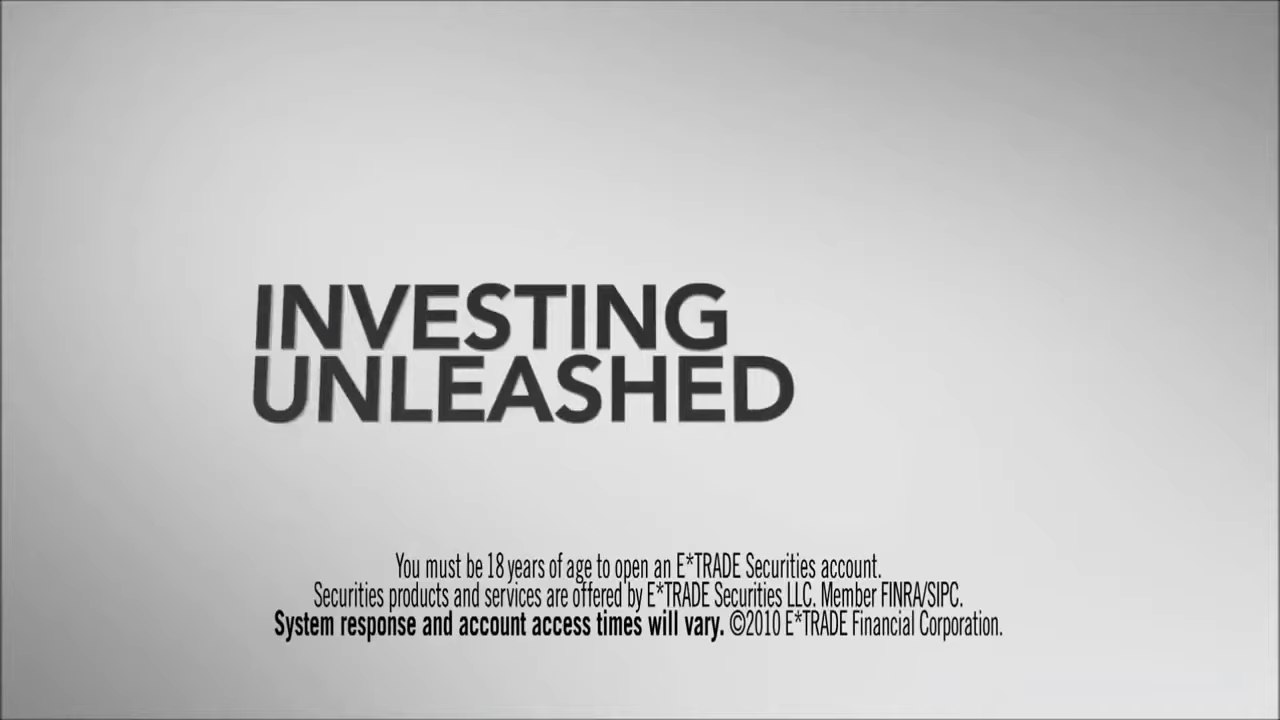 INVESTING
UNLEASHED
You must be 18 years of age to open an E*TRADE Securities account.
Securities products and services are offered by E*TRADE Securities LLC. Member FINRA/SIPC.
System response and account access times will vary. ©2010 E*TRADE Financial Corporation.